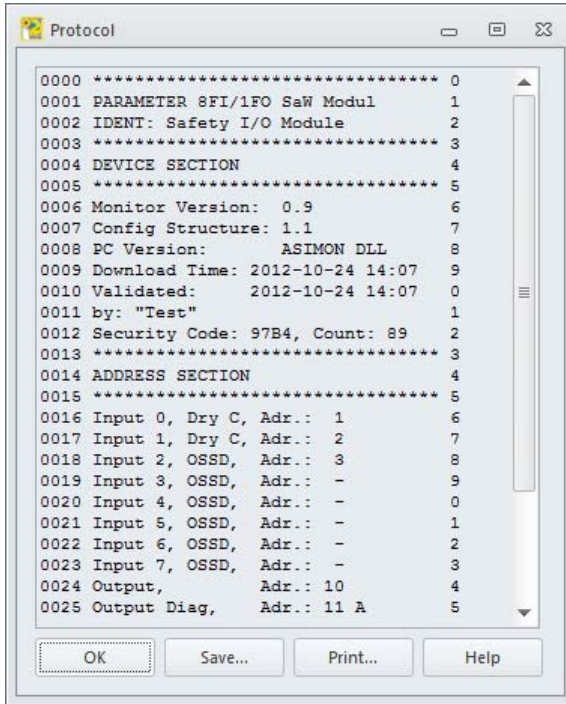 Protocol
0000 ********************************* 0
0001 PARAMETER 8FI/1FO SaW Modul 1
0002 IDENT: Safety I/O Module 2
0003 ********************************* 3
0004 DEVICE SECTION 4
0005 ********************************* 5
0006 Monitor Version: 0.9 6
0007 Config Structure: 1.1 7
0008 PC Version: ASIMON DLL 8
0009 Download Time: 2012-10-24 14:07 9
0010 Validated: 2012-10-24 14:07 0
0011 by: "Test" 1
0012 Security Code: 97B4, Count: 89 2
0013 ********************************* 3
0014 ADDRESS SECTION 4
0015 ********************************* 5
0016 Input 0, Dry C, Adr.: 1 6
0017 Input 1, Dry C, Adr.: 2 7
0018 Input 2, OSSD, Adr.: 3 8
0019 Input 3, OSSD, Adr.: - 9
0020 Input 4, OSSD, Adr.: - 0
0021 Input 5, OSSD, Adr.: - 1
0022 Input 6, OSSD, Adr.: - 2
0023 Input 7, OSSD, Adr.: - 3
0024 Output, Adr.: 10 4
0025 Output Diag, Adr.: 11 A 5
OK Save... Print... Help